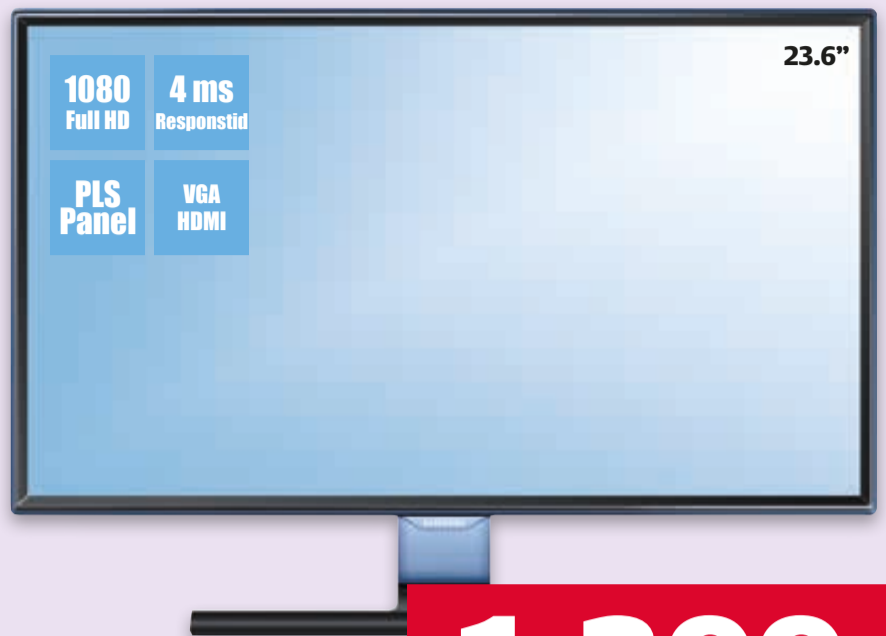 23.6”
1080
Full HD
4 ms
Responstid
PLS
Panel
VGA
HDMI